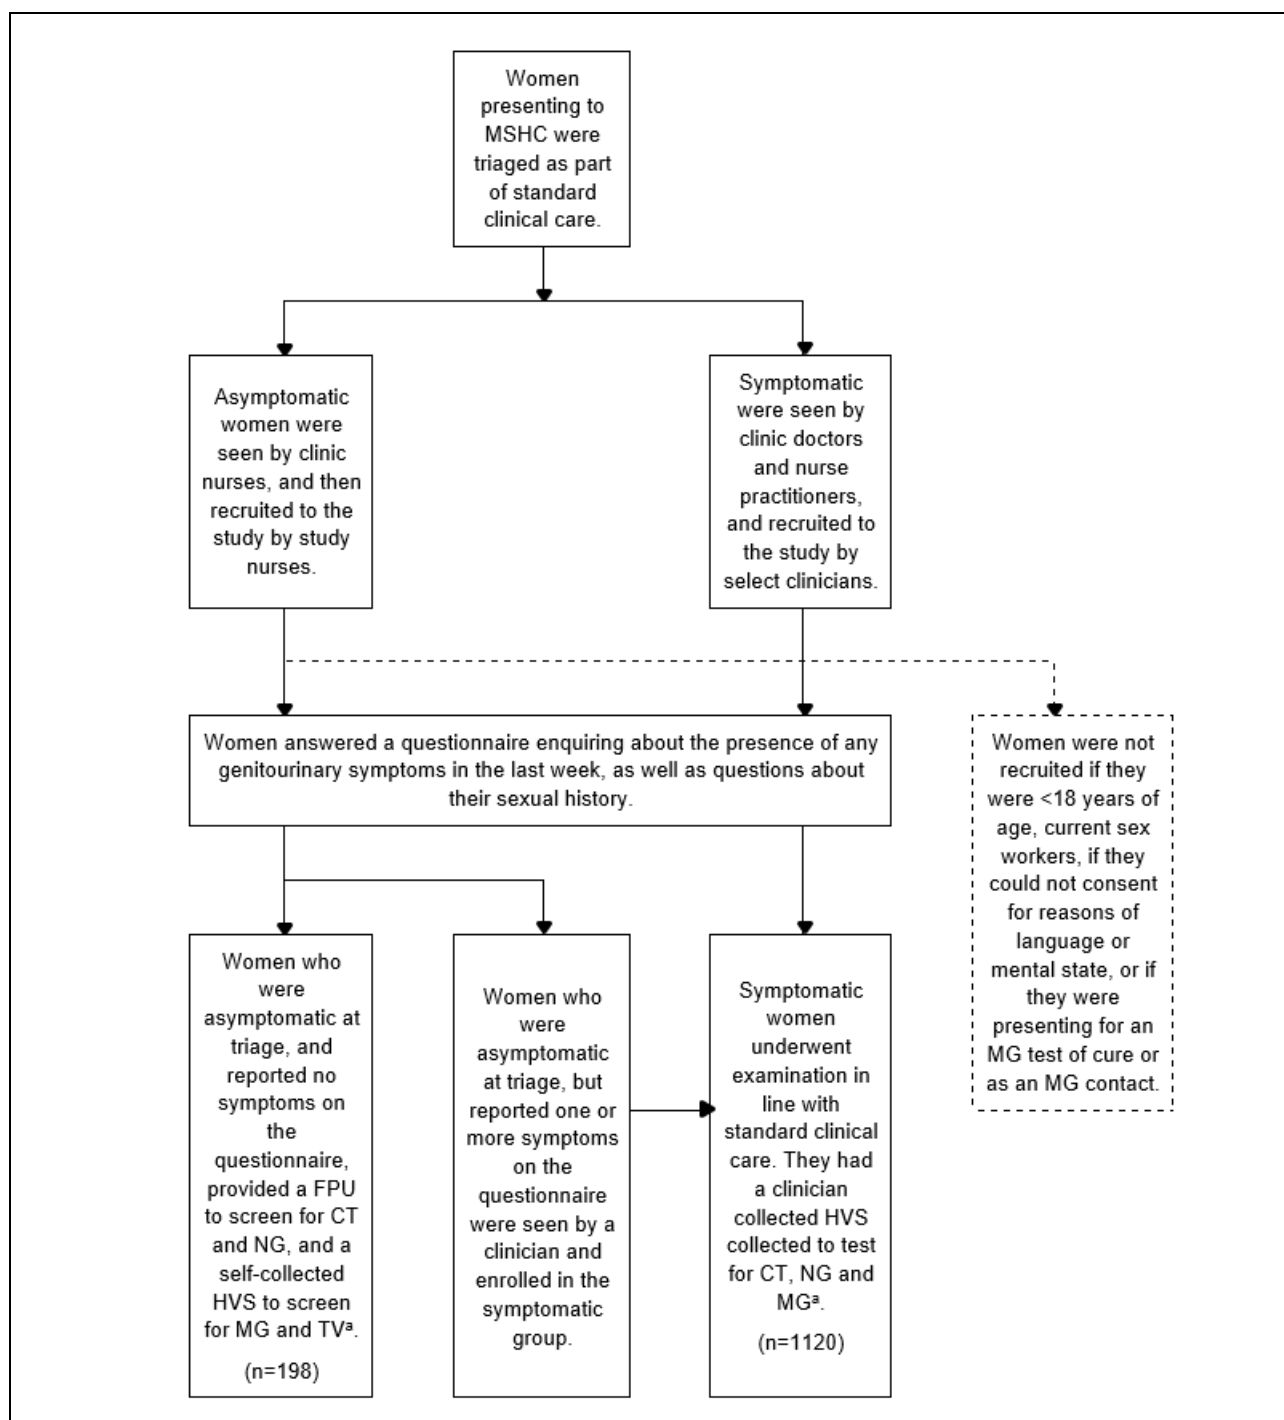 Women
presenting to
MSHC were
triaged as part
of standard
clinical care.
Asymptomatic
women were
seen by clinic
nurses, and then
recruited to the
study by study
nurses.
Symptomatic
were seen by
clinic doctors
and nurse
practitioners,
and recruited to
the study by
select clinicians.
Women answered a questionnaire enquiring about the presence of any
genitourinary symptoms in the last week, as well as questions about
their sexual history.
Women were not
recruited if they
were <18 years of
age, current sex
workers, if they
could not consent
for reasons of
language or
mental state, or if
they were
presenting for an
MG test of cure or
as an MG contact.
Women who
were
asymptomatic at
triage, and
reported no
symptoms on
the
questionnaire,
provided a FPU
to screen for CT
and NG, and a
self-collected
HVS to screen
for MG and TVª.
(n=198)
Women who
were
asymptomatic
at triage, but
reported one or
more symptoms
on the
questionnaire
were seen by a
clinician and
enrolled in the
symptomatic
group.
Symptomatic
women
underwent
examination in
line with
standard clinical
care. They had
a clinician
collected HVS
collected to test
for CT, NG and
MGª.
(n=1120)